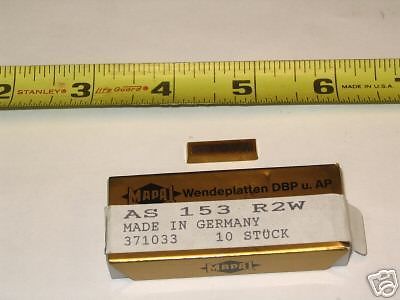 2 3 4 5 6
STANLEY Life Guard MADE IN U.S.A.
MAPAL Wendeplatten DBP u. AP
AS 153 R2W
MADE IN GERMANY
371033 10 STÜCK
ebY